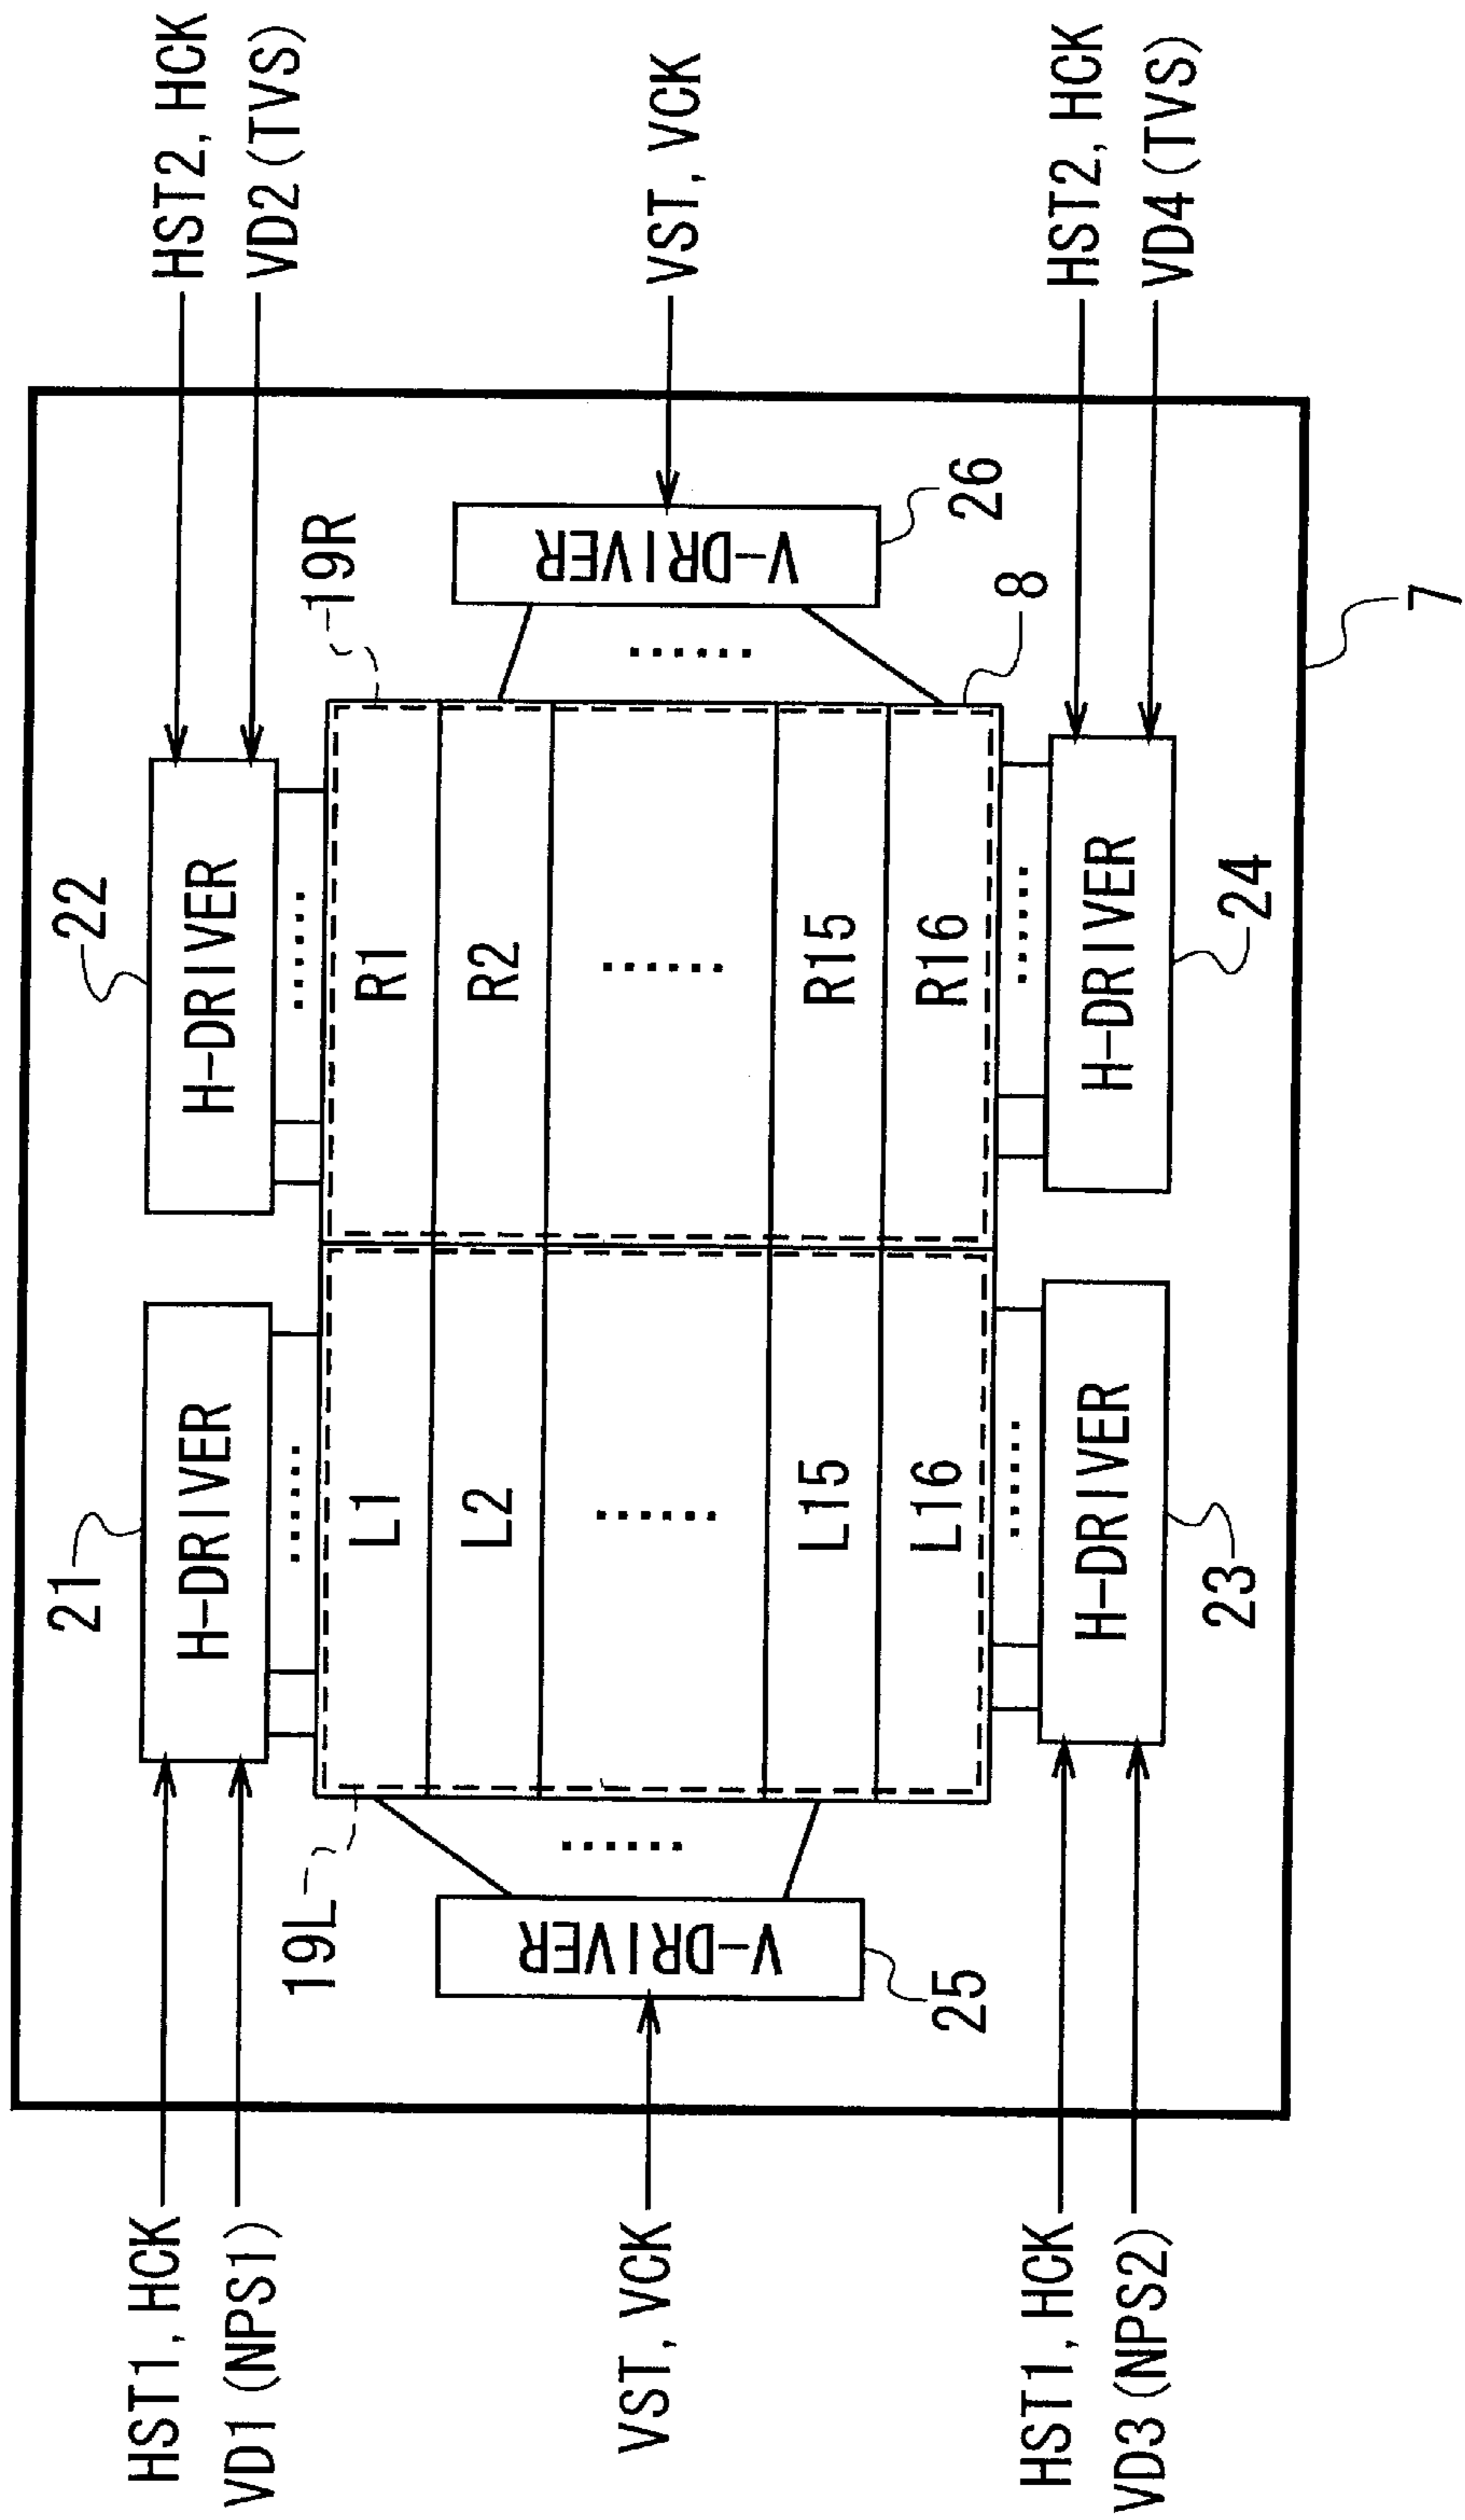 HST1, HCK
VD1 (NPS1)
HST2, HCK
VD2 (TVS)
21
22
H-DRIVER
H-DRIVER
19L
19R
L1
R1
L2
R2
VST, VCK
V-DRIVER
......
......
......
......
V-DRIVER
VST, VCK
25
26
L15
R15
L16
R16
8
......
......
......
......
H-DRIVER
H-DRIVER
23
24
HST1, HCK
VD3 (NPS2)
HST2, HCK
VD4 (TVS)
7